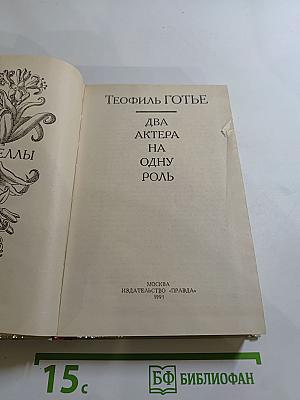 ЕЛЛЫ
ТЕОФИЛЬ ГОТЬЕ
ДВА
АКТЕРА
НА
ОДНУ
РОЛЬ
МОСКВА
ИЗДАТЕЛЬСТВО «ПРАВДА»
1991
15с
БФ БИБЛИОФАН